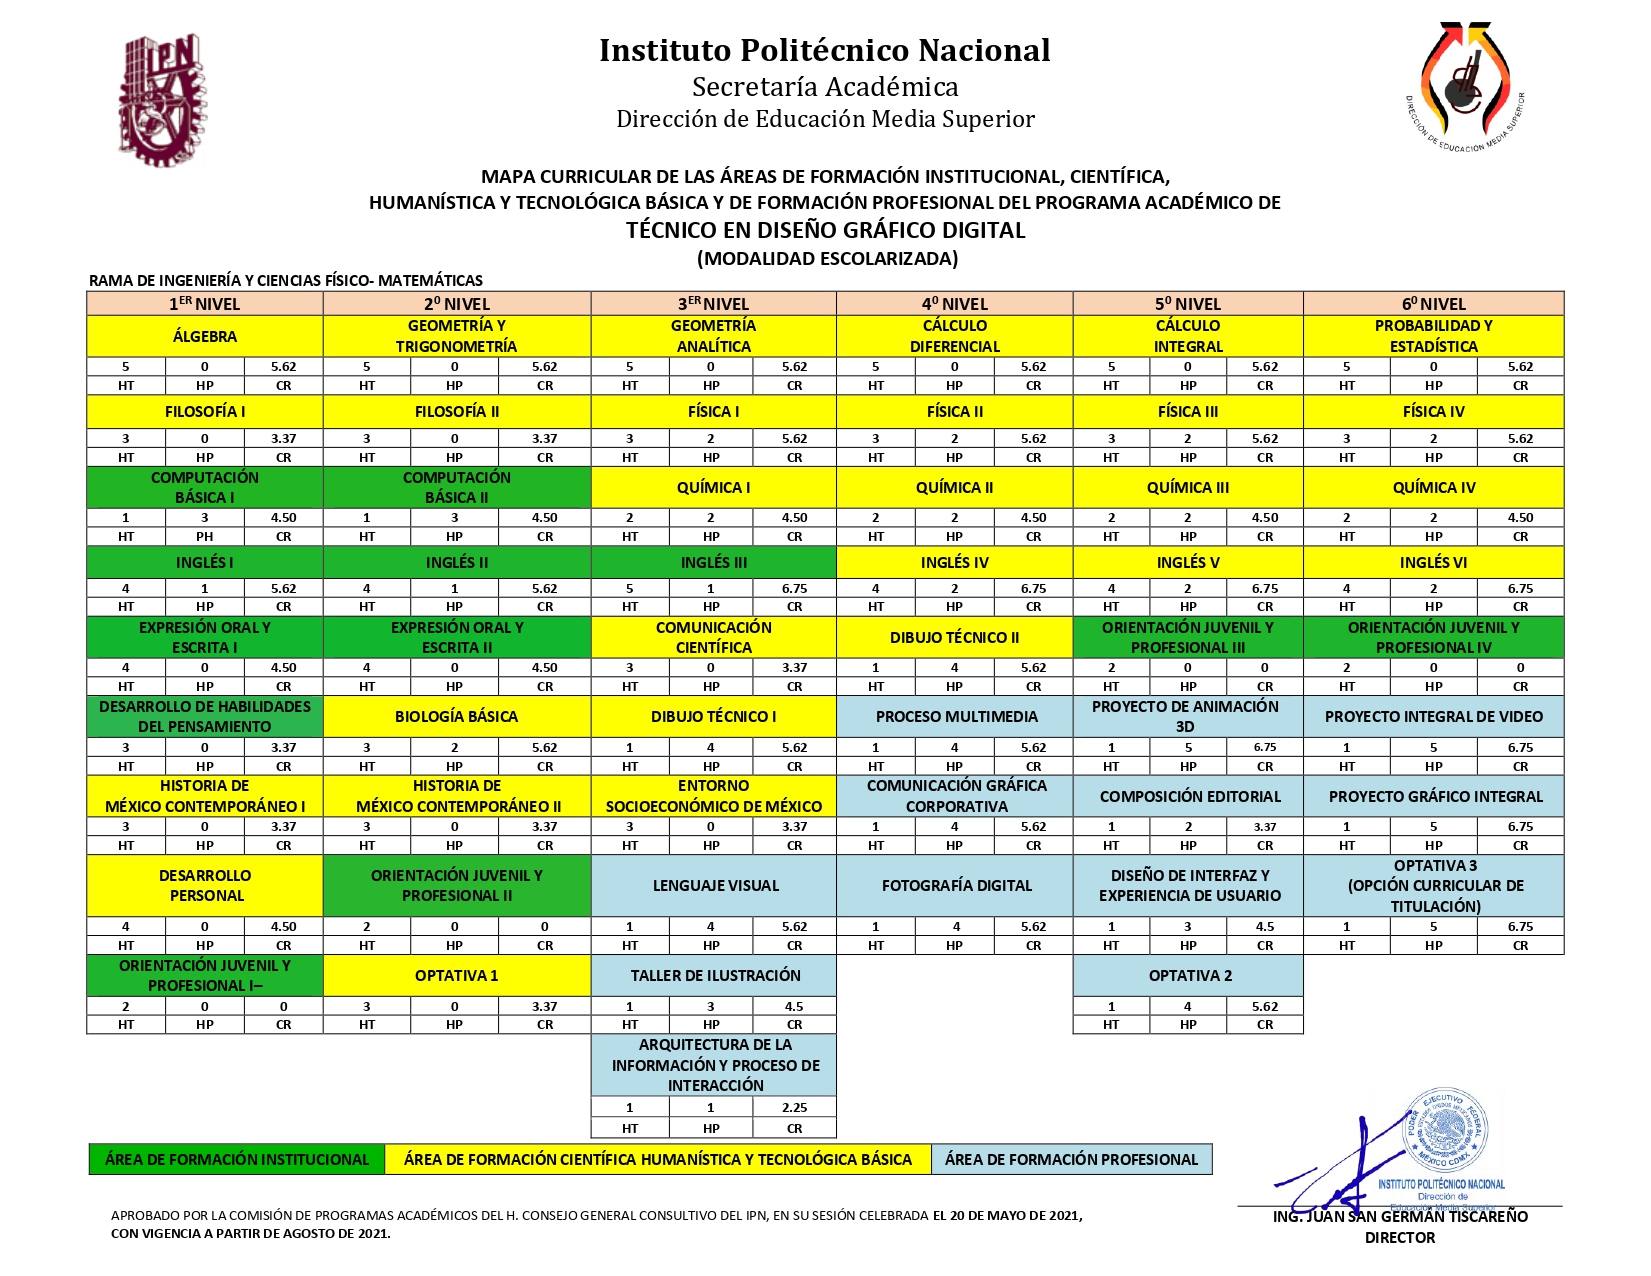 IPN
Instituto Politécnico Nacional
Secretaría Académica
Dirección de Educación Media Superior
DIRECCIÓN DE EDUCACIÓN MEDIA SUPERIOR
MAPA CURRICULAR DE LAS ÁREAS DE FORMACIÓN INSTITUCIONAL, CIENTÍFICA,
HUMANÍSTICA Y TECNOLÓGICA BÁSICA Y DE FORMACIÓN PROFESIONAL DEL PROGRAMA ACADÉMICO DE
TÉCNICO EN DISEÑO GRÁFICO DIGITAL
(MODALIDAD ESCOLARIZADA)
RAMA DE INGENIERÍA Y CIENCIAS FÍSICO- MATEMÁTICAS
1ER NIVEL 20 NIVEL 3ER NIVEL 40 NIVEL 50 NIVEL 60 NIVEL
ÁLGEBRA GEOMETRÍA Y TRIGONOMETRÍA GEOMETRÍA ANALÍTICA CÁLCULO DIFERENCIAL CÁLCULO INTEGRAL PROBABILIDAD Y ESTADÍSTICA
5 0 5.62 5 0 5.62 5 0 5.62 5 0 5.62 5 0 5.62 5 0 5.62
HT HP CR HT HP CR HT HP CR HT HP CR HT HP CR HT HP CR
FILOSOFÍA I FILOSOFÍA II FÍSICA I FÍSICA II FÍSICA III FÍSICA IV
3 0 3.37 3 0 3.37 3 2 5.62 3 2 5.62 3 2 5.62 3 2 5.62
HT HP CR HT HP CR HT HP CR HT HP CR HT HP CR HT HP CR
COMPUTACIÓN BÁSICA I COMPUTACIÓN BÁSICA II QUÍMICA I QUÍMICA II QUÍMICA III QUÍMICA IV
1 3 4.50 1 3 4.50 2 2 4.50 2 2 4.50 2 2 4.50 2 2 4.50
HT PH CR HT HP CR HT HP CR HT HP CR HT HP CR HT HP CR
INGLÉS I INGLÉS II INGLÉS III INGLÉS IV INGLÉS V INGLÉS VI
4 1 5.62 4 1 5.62 5 1 6.75 4 2 6.75 4 2 6.75 4 2 6.75
HT HP CR HT HP CR HT HP CR HT HP CR HT HP CR HT HP CR
EXPRESIÓN ORAL Y ESCRITA I EXPRESIÓN ORAL Y ESCRITA II COMUNICACIÓN CIENTÍFICA DIBUJO TÉCNICO II ORIENTACIÓN JUVENIL Y PROFESIONAL III ORIENTACIÓN JUVENIL Y PROFESIONAL IV
4 0 4.50 4 0 4.50 3 0 3.37 1 4 5.62 2 0 0 2 0 0
HT HP CR HT HP CR HT HP CR HT HP CR HT HP CR HT HP CR
DESARROLLO DE HABILIDADES DEL PENSAMIENTO BIOLOGÍA BÁSICA DIBUJO TÉCNICO I PROCESO MULTIMEDIA PROYECTO DE ANIMACIÓN 3D PROYECTO INTEGRAL DE VIDEO
3 0 3.37 3 2 5.62 1 4 5.62 1 4 5.62 1 5 6.75 1 5 6.75
HT HP CR HT HP CR HT HP CR HT HP CR HT HP CR HT HP CR
HISTORIA DE MÉXICO CONTEMPORÁNEO I HISTORIA DE MÉXICO CONTEMPORÁNEO II ENTORNO SOCIOECONÓMICO DE MÉXICO COMUNICACIÓN GRÁFICA CORPORATIVA COMPOSICIÓN EDITORIAL PROYECTO GRÁFICO INTEGRAL
3 0 3.37 3 0 3.37 3 0 3.37 1 4 5.62 1 2 3.37 1 5 6.75
HT HP CR HT HP CR HT HP CR HT HP CR HT HP CR HT HP CR
DESARROLLO PERSONAL ORIENTACIÓN JUVENIL Y PROFESIONAL II LENGUAJE VISUAL FOTOGRAFÍA DIGITAL DISEÑO DE INTERFAZ Y EXPERIENCIA DE USUARIO OPTATIVA 3 (OPCIÓN CURRICULAR DE TITULACIÓN)
4 0 4.50 2 0 0 1 4 5.62 1 4 5.62 1 3 4.5 1 5 6.75
HT HP CR HT HP CR HT HP CR HT HP CR HT HP CR HT HP CR
ORIENTACIÓN JUVENIL Y PROFESIONAL I– OPTATIVA 1 TALLER DE ILUSTRACIÓN OPTATIVA 2
2 0 0 3 0 3.37 1 3 4.5 1 4 5.62
HT HP CR HT HP CR HT HP CR HT HP CR
ARQUITECTURA DE LA
INFORMACIÓN Y PROCESO DE
INTERACCIÓN
1 1 2.25
HT HP CR
ÁREA DE FORMACIÓN INSTITUCIONAL ÁREA DE FORMACIÓN CIENTÍFICA HUMANÍSTICA Y TECNOLÓGICA BÁSICA ÁREA DE FORMACIÓN PROFESIONAL
PODER EJECUTIVO FEDERAL
MÉXICO CDMX
INSTITUTO POLITÉCNICO NACIONAL
Dirección de
Educación Media Superior
APROBADO POR LA COMISIÓN DE PROGRAMAS ACADÉMICOS DEL H. CONSEJO GENERAL CONSULTIVO DEL IPN, EN SU SESIÓN CELEBRADA EL 20 DE MAYO DE 2021,
CON VIGENCIA A PARTIR DE AGOSTO DE 2021.
ING. JUAN SAN GERMÁN TISCAREÑO
DIRECTOR